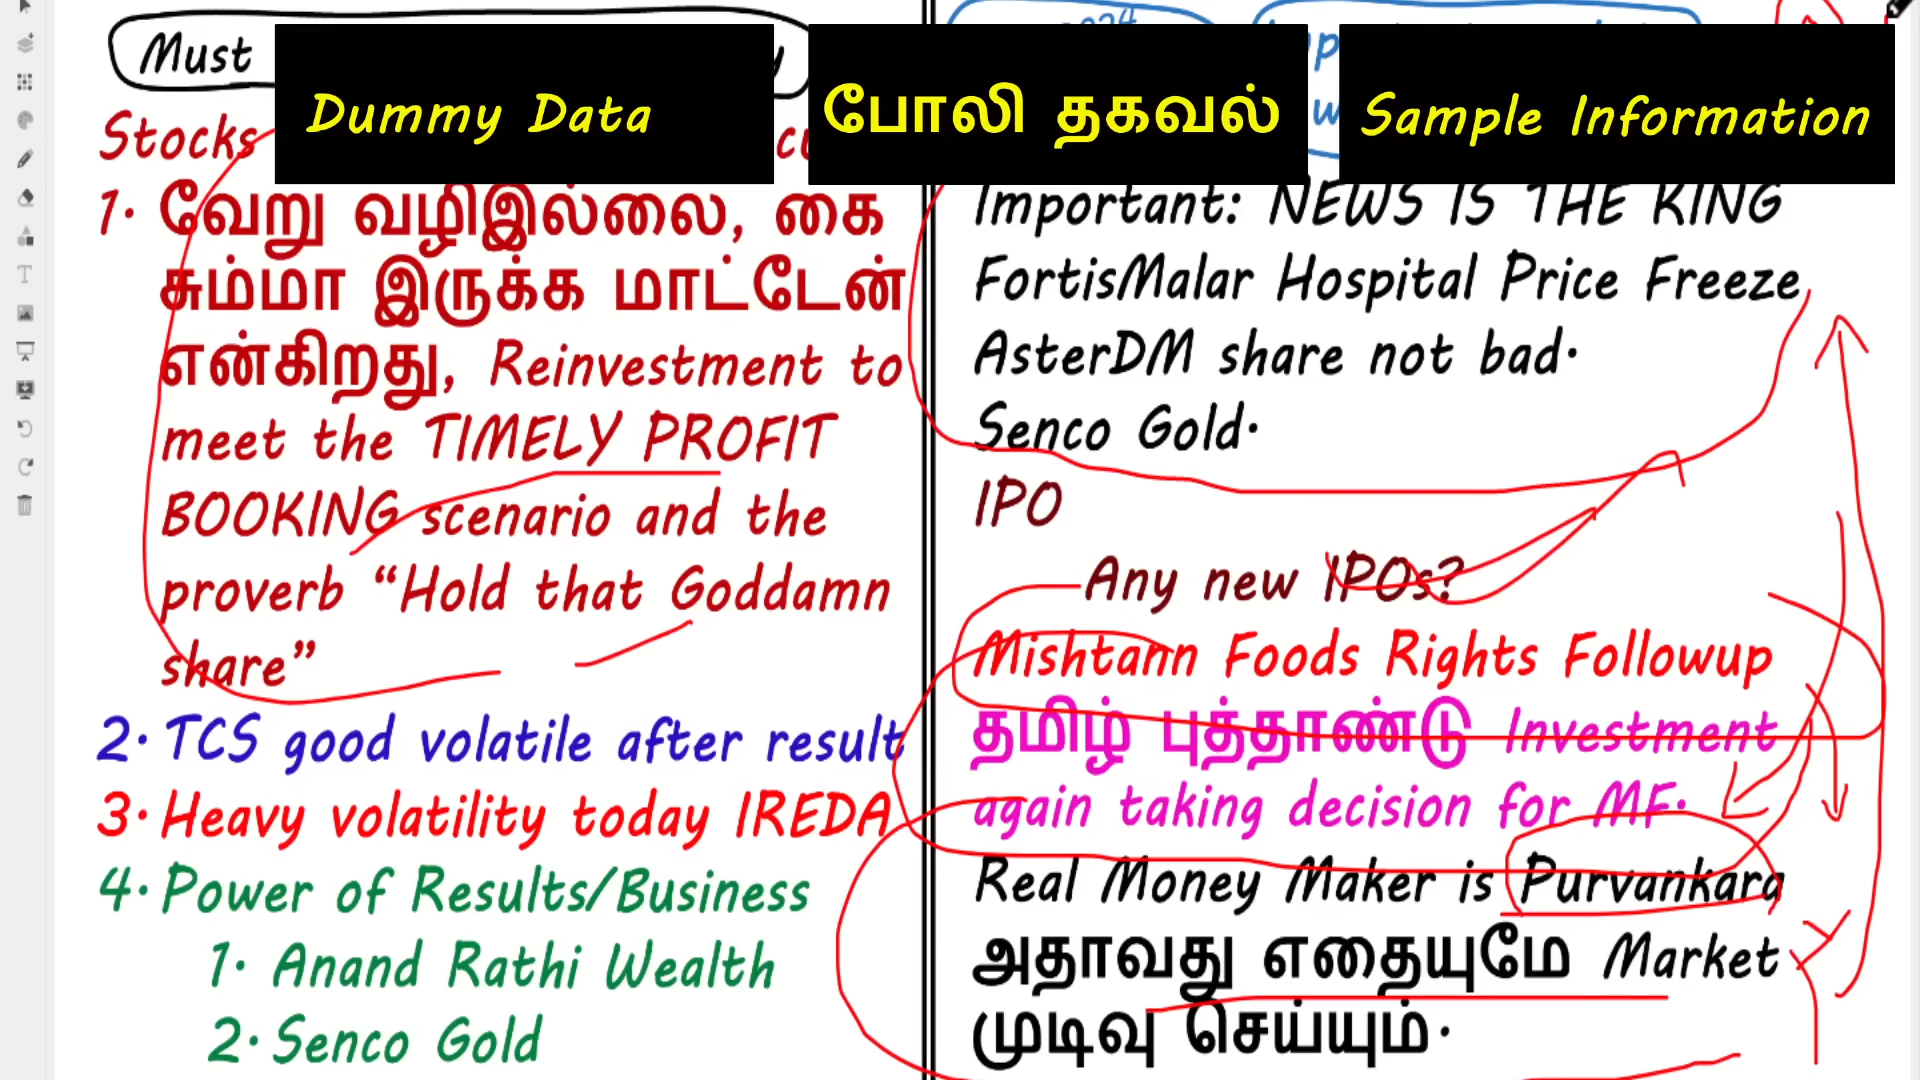 Must
Dummy Data
போலி தகவல்
Sample Information
Stocks
1. வேறு வழிஇல்லை, கை
சும்மா இருக்க மாட்டேன்
என்கிறது, Reinvestment to
meet the TIMELY PROFIT
BOOKING scenario and the
proverb “Hold that Goddamn
share”
2. TCS good volatile after result
3. Heavy volatility today IREDA
4. Power of Results/Business
1. Anand Rathi Wealth
2. Senco Gold
Important: NEWS IS THE KING
FortisMalar Hospital Price Freeze
AsterDM share not bad.
Senco Gold.
IPO
Any new IPOs?
Mishtann Foods Rights Followup
தமிழ் புத்தாண்டு Investment
again taking decision for MF.
Real Money Maker is Purvankara
அதாவது எதையுமே Market
முடிவு செய்யும்.